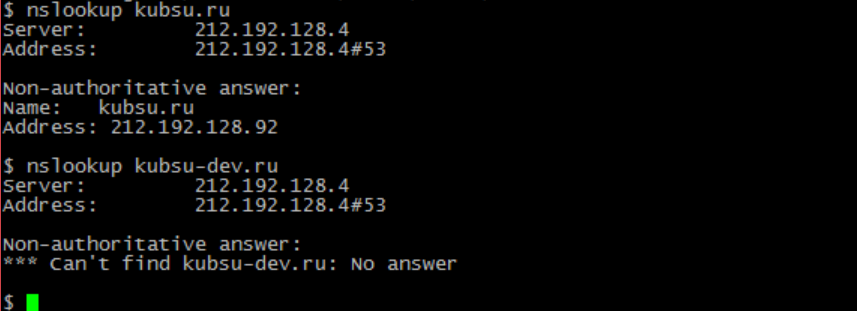 $ nslookup kubsu.ru
Server:         212.192.128.4
Address:        212.192.128.4#53
Non-authoritative answer:
Name:   kubsu.ru
Address: 212.192.128.92
$ nslookup kubsu-dev.ru
Server:         212.192.128.4
Address:        212.192.128.4#53
Non-authoritative answer:
*** Can't find kubsu-dev.ru: No answer
$